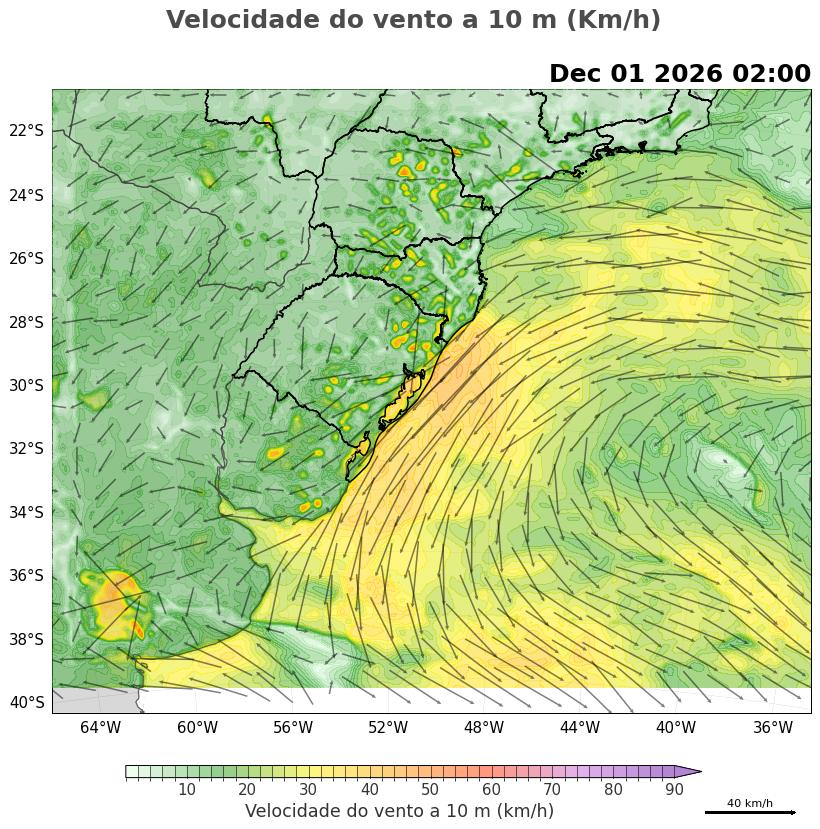 Velocidade do vento a 10 m (Km/h)
Dec 01 2026 02:00
22°S
24°S
26°S
28°S
30°S
32°S
34°S
36°S
38°S
40°S
64°W 60°W 56°W 52°W 48°W 44°W 40°W 36°W
10 20 30 40 50 60 70 80 90
Velocidade do vento a 10 m (km/h)
40 km/h